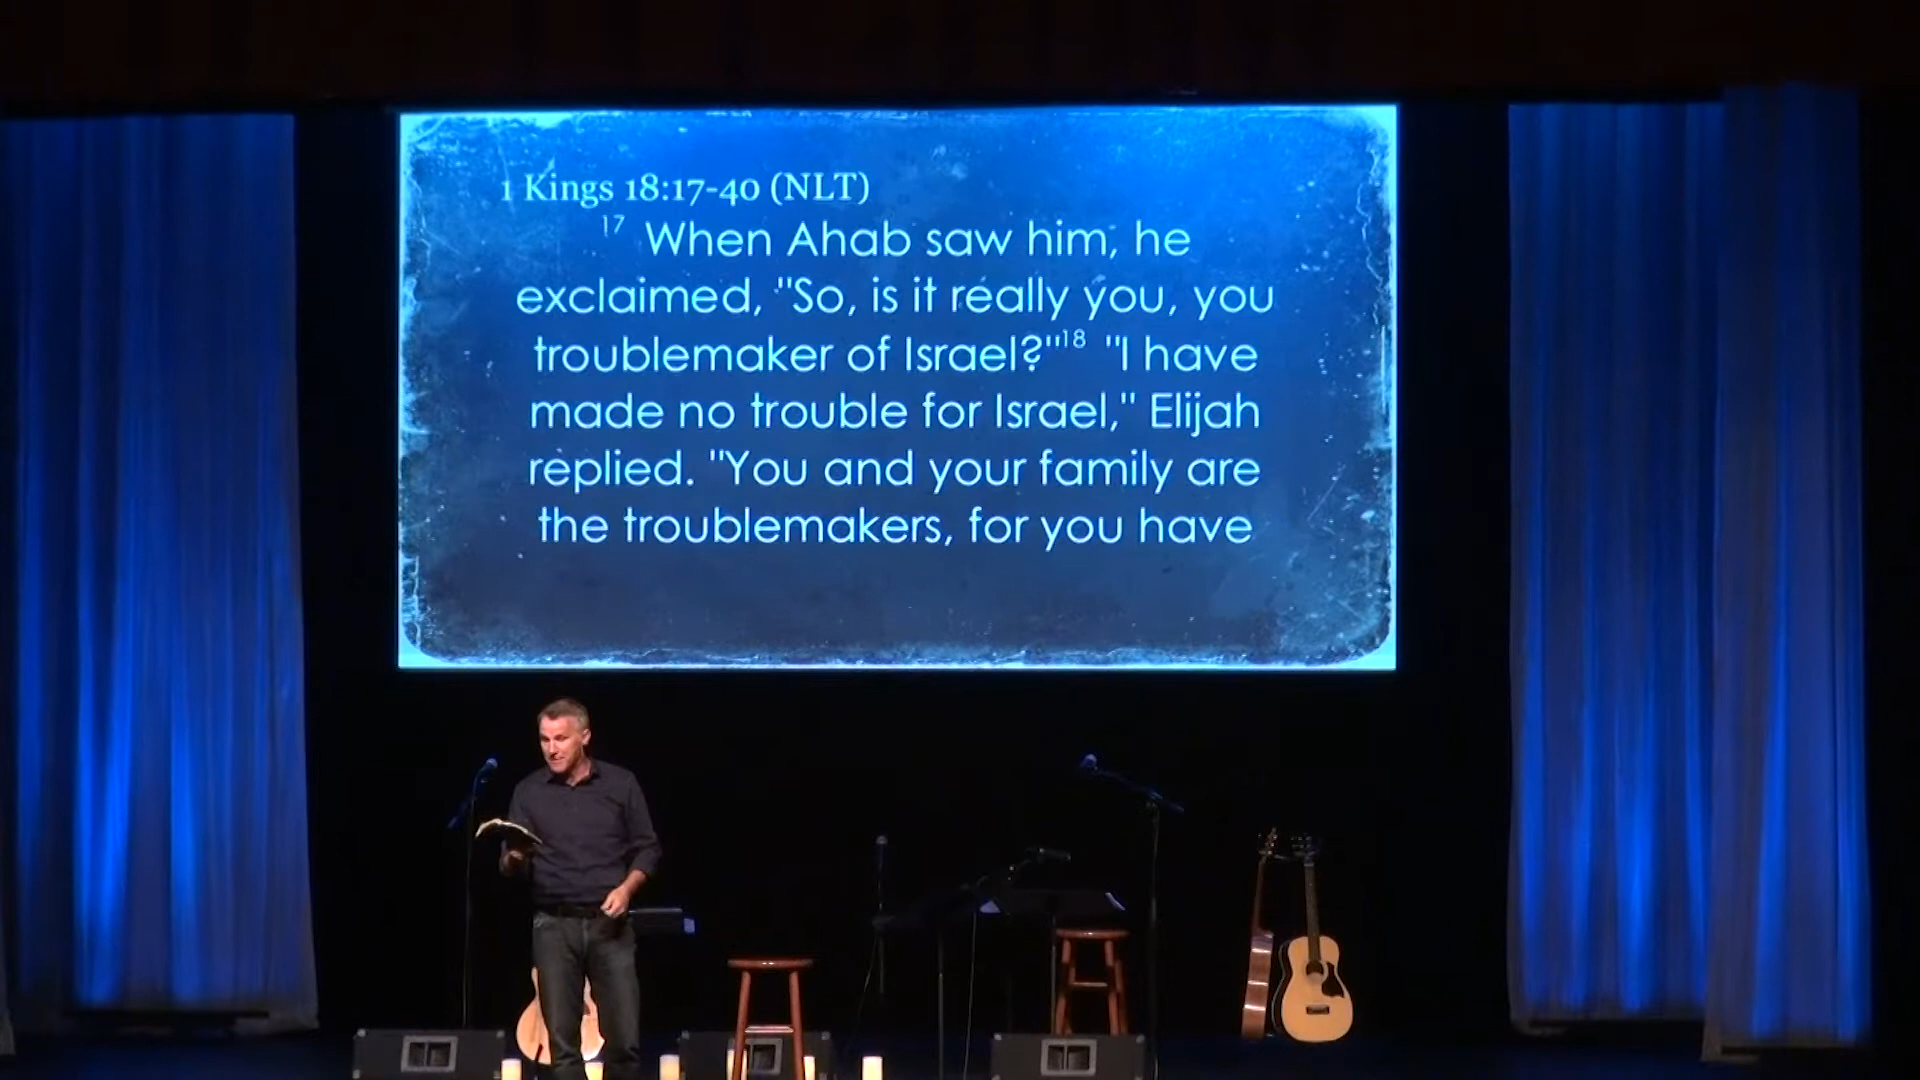 1 Kings 18:17-40 (NLT)
17 When Ahab saw him, he
exclaimed, "So, is it really you, you
troublemaker of Israel?"18 "I have
made no trouble for Israel," Elijah
replied. "You and your family are
the troublemakers, for you have